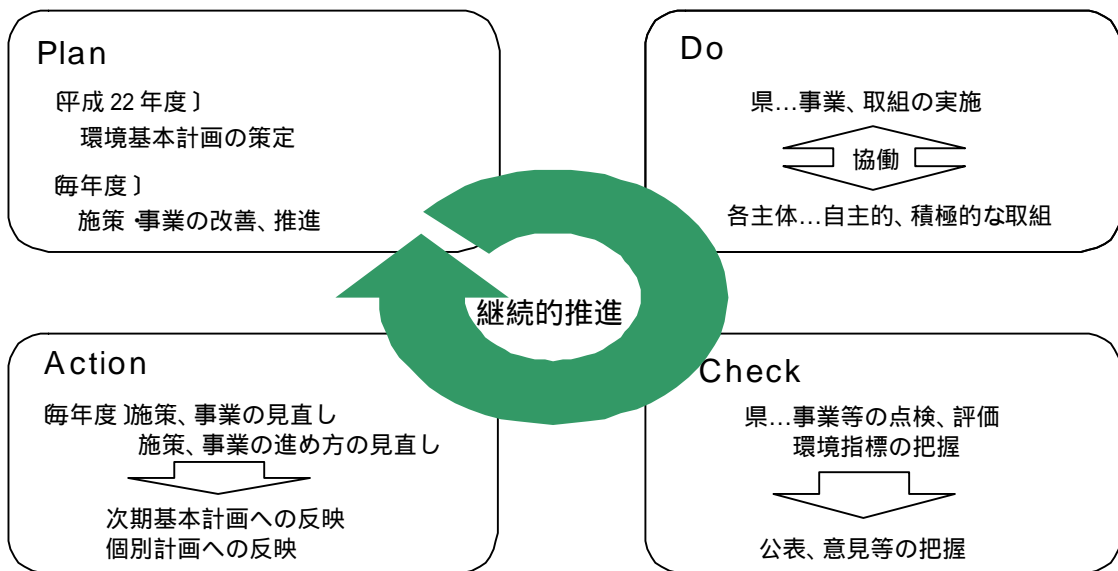 Plan
〔平成22年度〕
環境基本計画の策定
〔毎年度〕
施策・事業の改善、推進
Do
県…事業、取組の実施
協働
各主体…自主的、積極的な取組
継続的推進
Action
〔毎年度〕施策、事業の見直し
施策、事業の進め方の見直し
次期基本計画への反映
個別計画への反映
Check
県…事業等の点検、評価
環境指標の把握
公表、意見等の把握